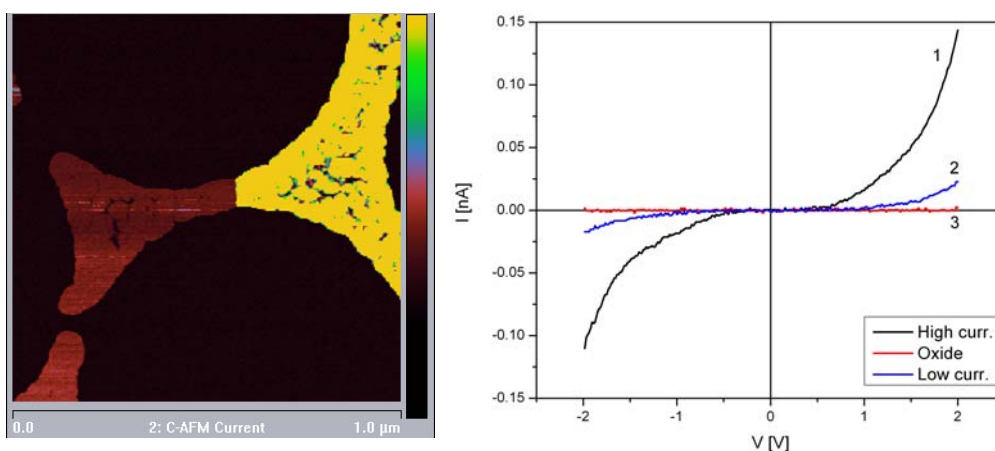 0.0 2: C-AFM Current 1.0 µm
0.15
0.10
0.05
0.00
-0.05
-0.10
-0.15
I [nA]
1
2
3
High curr.
Oxide
Low curr.
-2 -1 0 1 2
V [V]